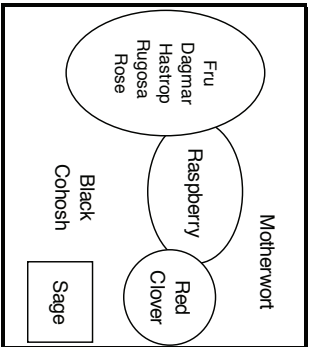 Fru
Dagmar
Hastrop
Rugosa
Rose
Raspberry
Motherwort
Red
Clover
Black
Cohosh
Sage